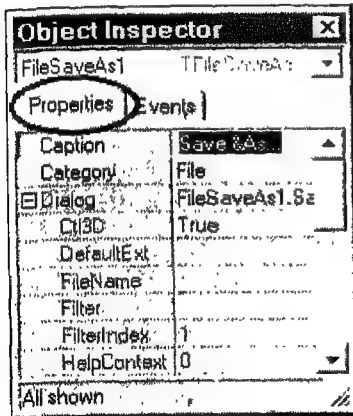 Object Inspector
FileSaveAs1 TFileSaveAs
Properties Events
Caption Save &As...
Category File
Dialog FileSaveAs1.Sa
Ctl3D True
DefaultExt
FileName
Filter
FilterIndex 1
HelpContext 0
All shown